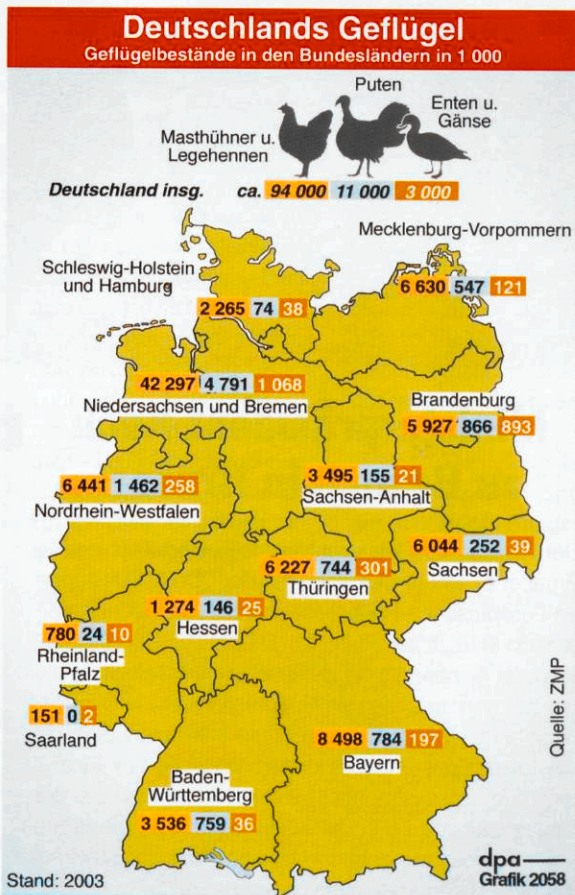 Deutschlands Geflügel
Geflügelbestände in den Bundesländern in 1 000
Puten
Enten u.
Gänse
Masthühner u.
Legehennen
Deutschland insg. ca. 94 000 11 000 3 000
Mecklenburg-Vorpommern
6 630 547 121
Schleswig-Holstein
und Hamburg
2 265 74 38
42 297 4 791 1 068
Niedersachsen und Bremen
Brandenburg
5 927 866 893
6 441 1 462 258
Nordrhein-Westfalen
3 495 155 21
Sachsen-Anhalt
6 044 252 39
Sachsen
6 227 744 301
Thüringen
1 274 146 25
Hessen
780 24 10
Rheinland-
Pfalz
151 0 2
Saarland
8 498 784 197
Bayern
Baden-
Württemberg
3 536 759 36
Quelle: ZMP
Stand: 2003
dpa
Grafik 2058